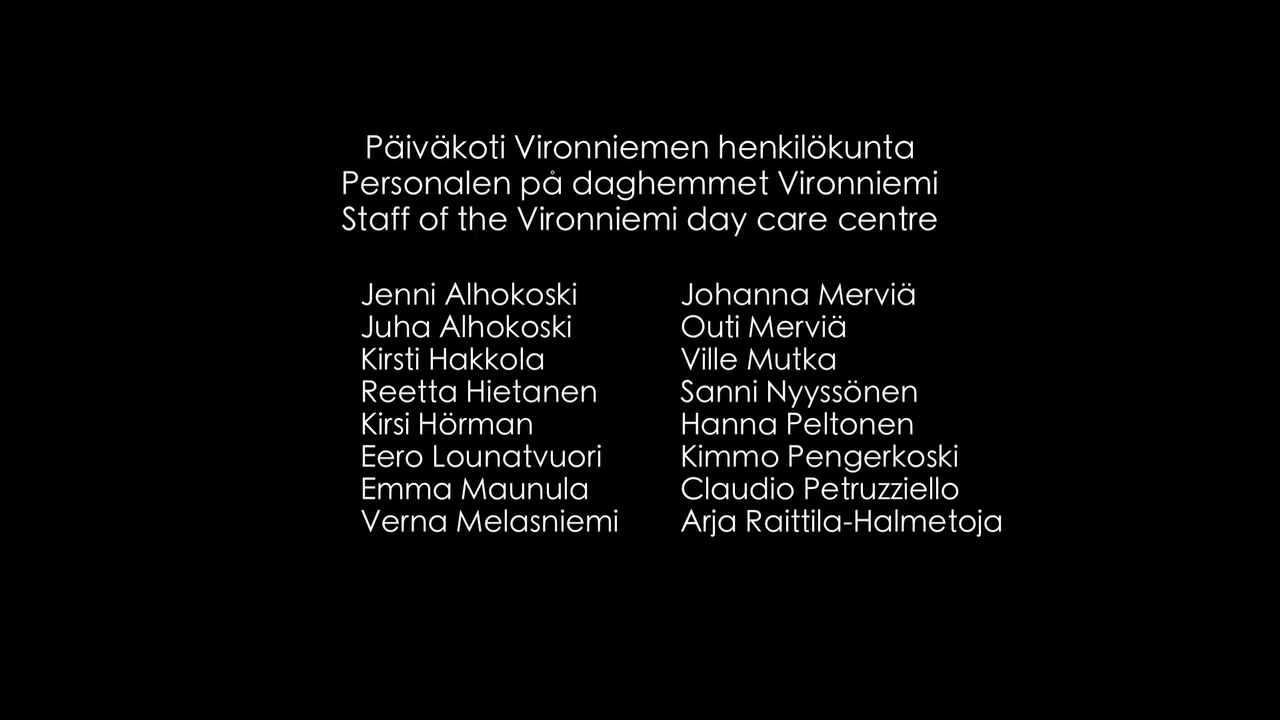 Päiväkoti Vironniemen henkilökunta
Personalen på daghemmet Vironniemi
Staff of the Vironniemi day care centre
Jenni Alhokoski
Juha Alhokoski
Kirsti Hakkola
Reetta Hietanen
Kirsi Hörman
Eero Lounatvuori
Emma Maunula
Verna Melasniemi
Johanna Merviä
Outi Merviä
Ville Mutka
Sanni Nyyssönen
Hanna Peltonen
Kimmo Pengerkoski
Claudio Petruzziello
Arja Raittila-Halmetoja